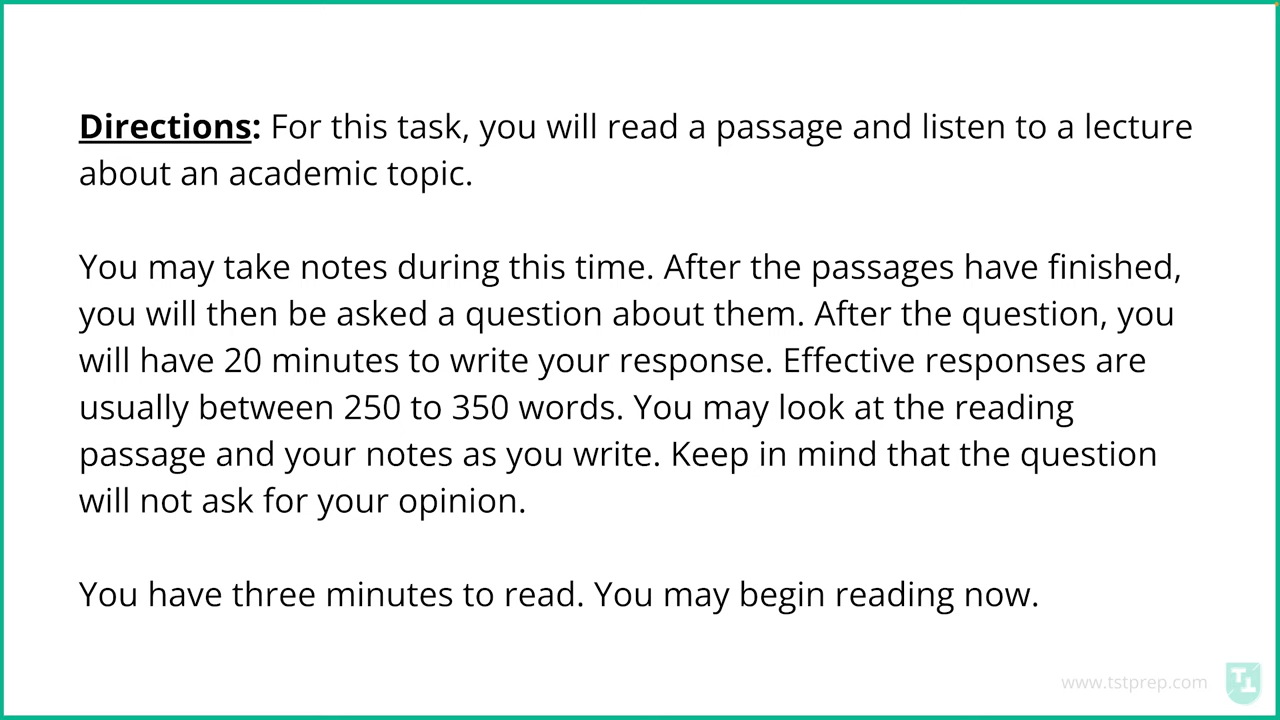 Directions: For this task, you will read a passage and listen to a lecture
about an academic topic.
You may take notes during this time. After the passages have finished,
you will then be asked a question about them. After the question, you
will have 20 minutes to write your response. Effective responses are
usually between 250 to 350 words. You may look at the reading
passage and your notes as you write. Keep in mind that the question
will not ask for your opinion.
You have three minutes to read. You may begin reading now.
www.tstprep.com